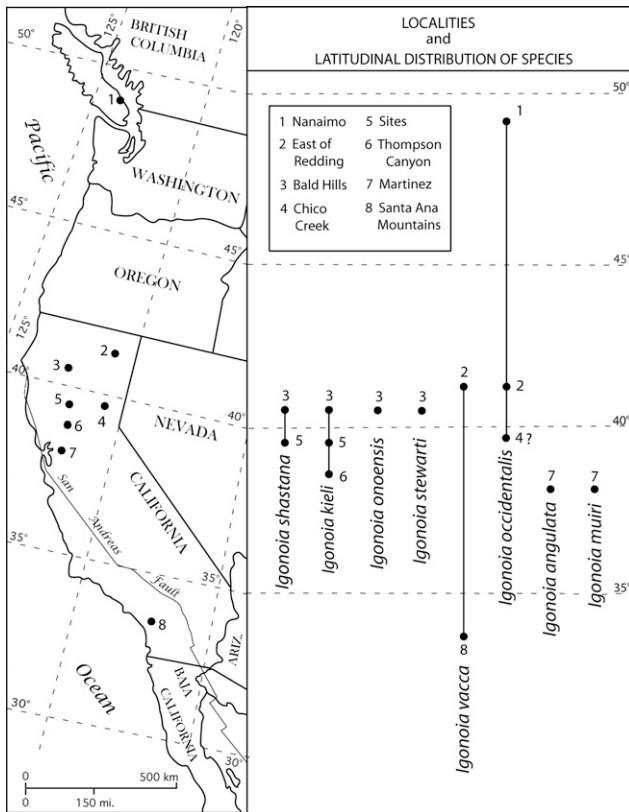 LOCALITIES
and
LATITUDINAL DISTRIBUTION OF SPECIES
1 Nanaimo
2 East of
Redding
3 Bald Hills
4 Chico
Creek
5 Sites
6 Thompson
Canyon
7 Martinez
8 Santa Ana
Mountains
125°
120°
BRITISH
COLUMBIA
50°
1
Pacific
WASHINGTON
45°
45°
OREGON
125°
2
3
40°
5
4
6
NEVADA
40°
7
San
Andreas
Fault
CALIFORNIA
35°
35°
8
ARIZ.
Ocean
BAJA
CALIFORNIA
30°
30°
0 500 km
0 150 mi.
50°
1
45°
2
2
3
3
3
3
40°
4 ?
5
5
6
7
7
35°
8
Igonoia shastana
Igonoia kieli
Igonoia onoensis
Igonoia stewarti
Igonoia vacca
Igonoia occidentalis
Igonoia angulata
Igonoia muiri